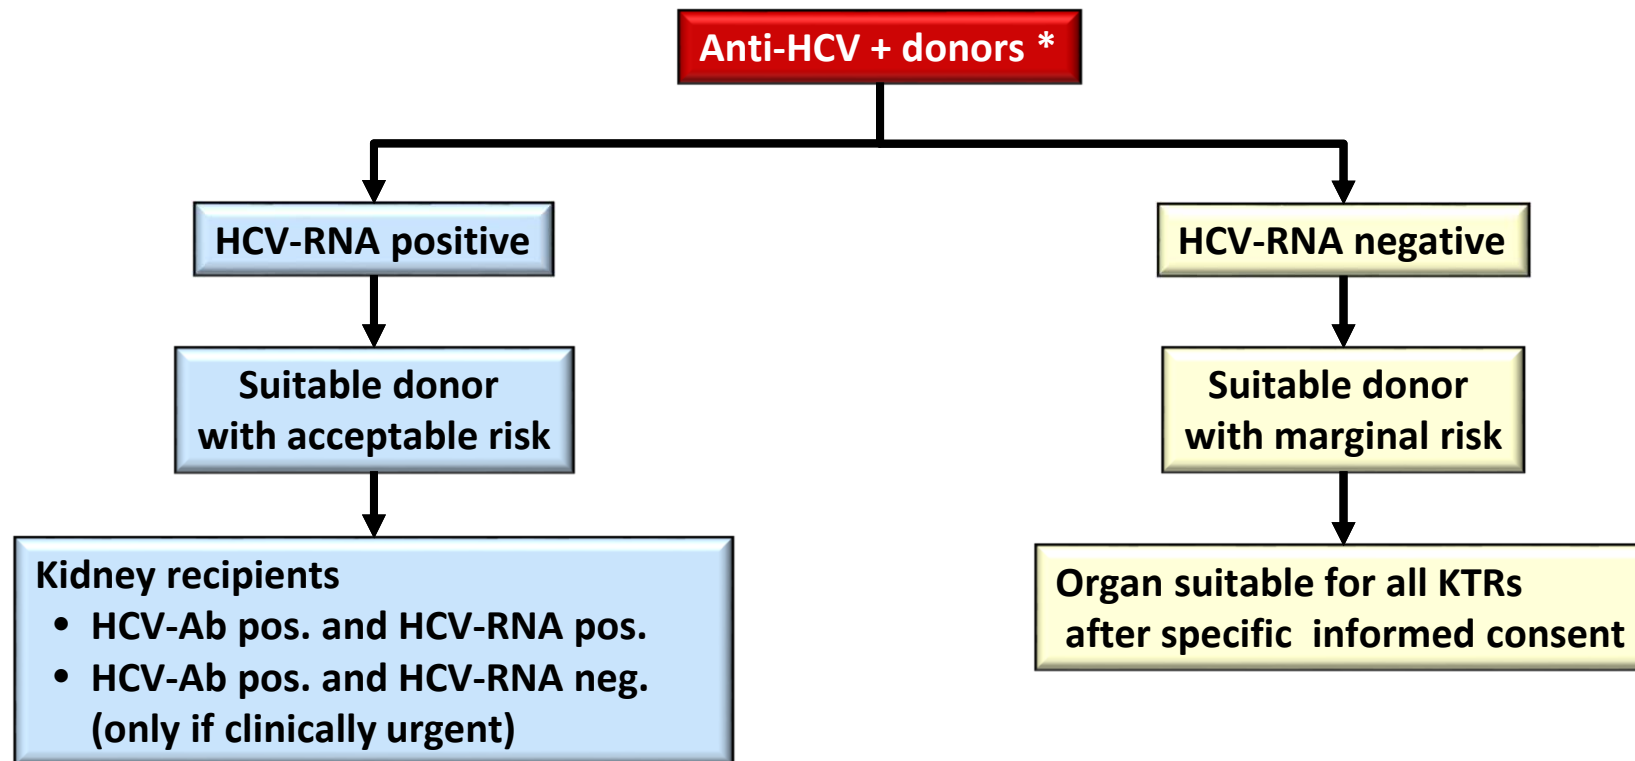 Anti-HCV + donors *
HCV-RNA positive
HCV-RNA negative
Suitable donor
with acceptable risk
Suitable donor
with marginal risk
Kidney recipients
• HCV-Ab pos. and HCV-RNA pos.
• HCV-Ab pos. and HCV-RNA neg.
(only if clinically urgent)
Organ suitable for all KTRs
after specific informed consent